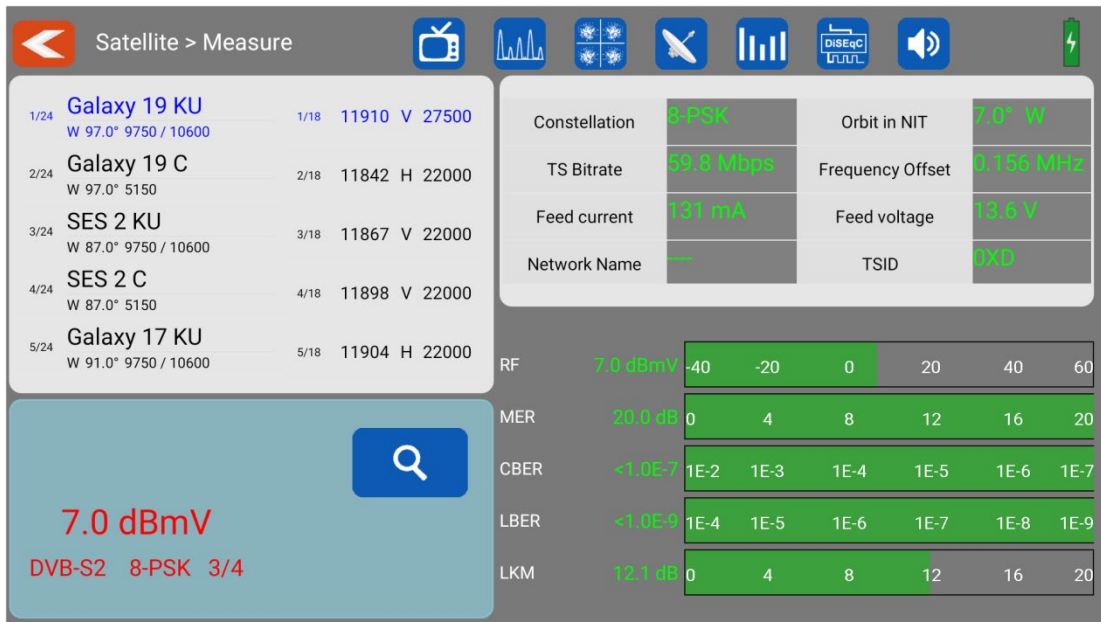 Satellite > Measure
DiSEqC
1/24 Galaxy 19 KU 1/18 11910 V 27500
W 97.0° 9750 / 10600
2/24 Galaxy 19 C 2/18 11842 H 22000
W 97.0° 5150
3/24 SES 2 KU 3/18 11867 V 22000
W 87.0° 9750 / 10600
4/24 SES 2 C 4/18 11898 V 22000
W 87.0° 5150
5/24 Galaxy 17 KU 5/18 11904 H 22000
W 91.0° 9750 / 10600
7.0 dBmV
DVB-S2 8-PSK 3/4
Constellation 8-PSK Orbit in NIT 7.0° W
TS Bitrate 59.8 Mbps Frequency Offset 0.156 MHz
Feed current 131 mA Feed voltage 13.6 V
Network Name ---- TSID 0XD
RF 7.0 dBmV -40 -20 0 20 40 60
MER 20.0 dB 0 4 8 12 16 20
CBER <1.0E-7 1E-2 1E-3 1E-4 1E-5 1E-6 1E-7
LBER <1.0E-9 1E-4 1E-5 1E-6 1E-7 1E-8 1E-9
LKM 12.1 dB 0 4 8 12 16 20